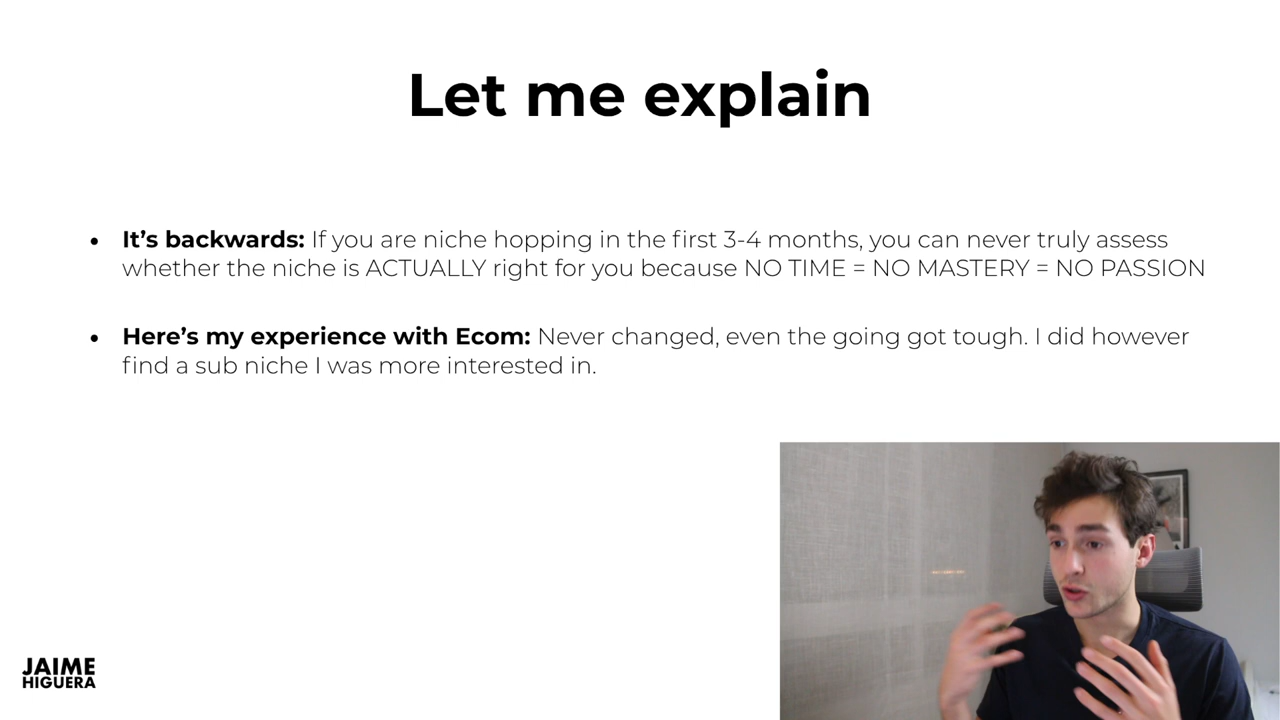 Let me explain
• It’s backwards: If you are niche hopping in the first 3-4 months, you can never truly assess
whether the niche is ACTUALLY right for you because NO TIME = NO MASTERY = NO PASSION
• Here’s my experience with Ecom: Never changed, even the going got tough. I did however
find a sub niche I was more interested in.
JAIME
HIGUERA